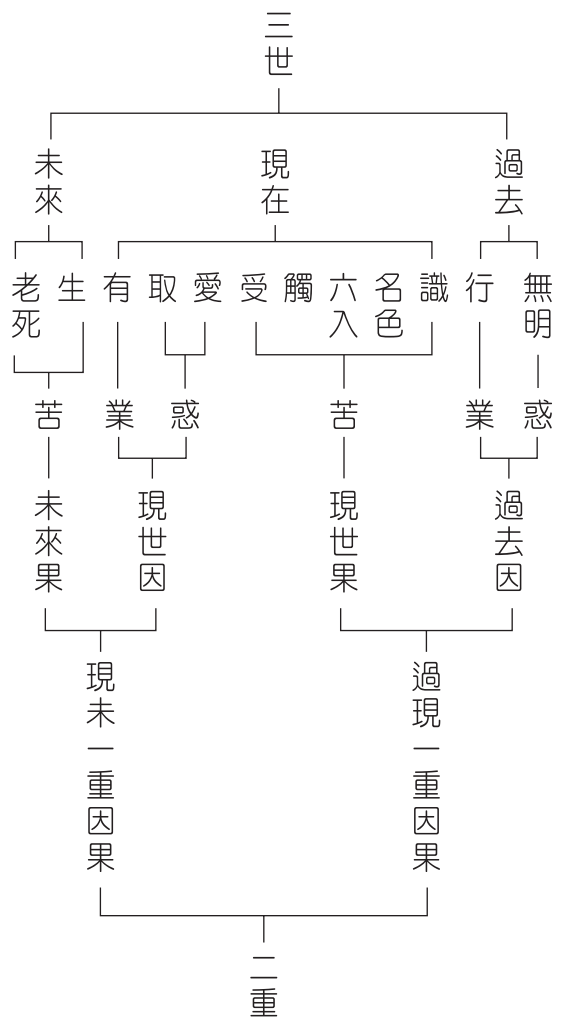 三世
過去
現在
未來
無明
行
識
名色
六入
觸
受
愛
取
有
生
老死
惑
業
苦
惑
業
苦
過去因
現世果
現世因
未來果
過現一重因果
現未一重因果
二重